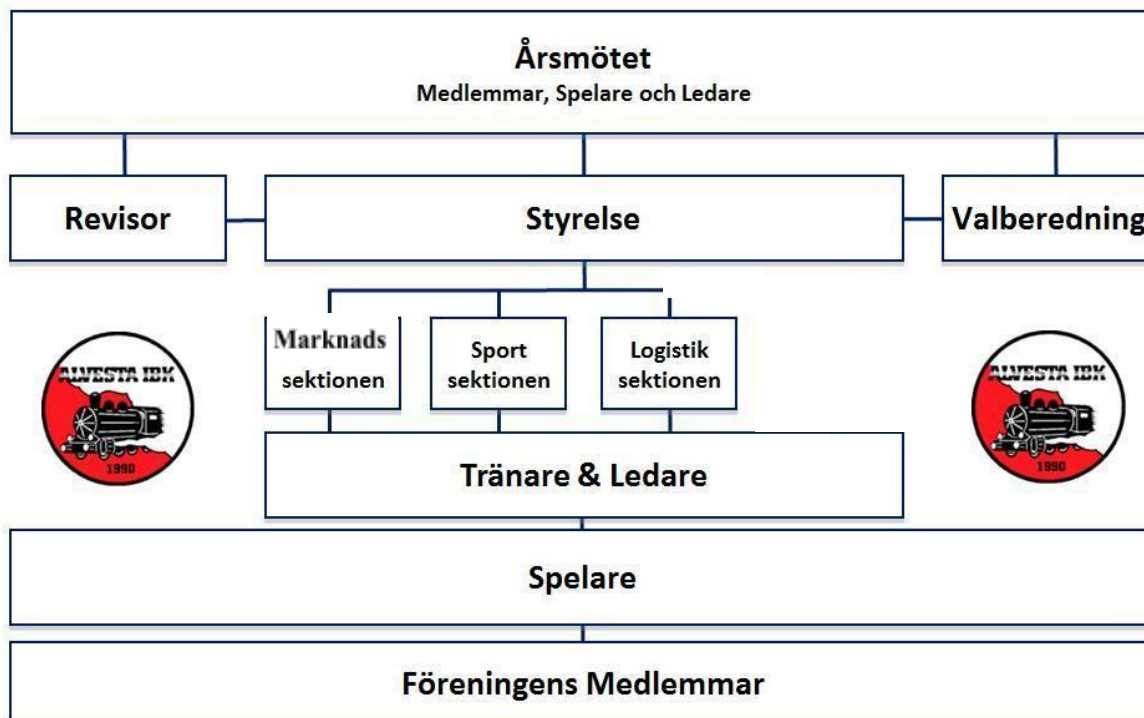 Årsmötet
Medlemmar, Spelare och Ledare
Revisor
Styrelse
Valberedning
Marknads
sektionen
Sport
sektionen
Logistik
sektionen
ALVESTA IBK
1990
ALVESTA IBK
1990
Tränare & Ledare
Spelare
Föreningens Medlemmar